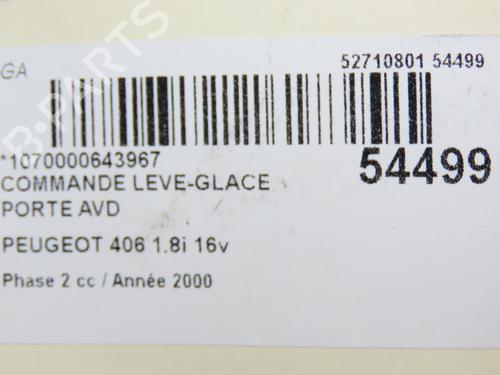 GA
52710801 54499
*1070000643967
54499
COMMANDE LEVE-GLACE
PORTE AVD
PEUGEOT 406 1.8i 16v
Phase 2 cc / Année 2000
B-PARTS